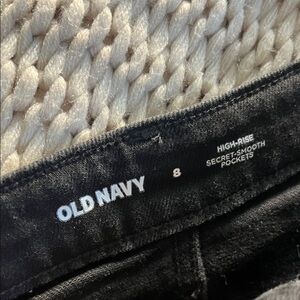 OLD NAVY
8
HIGH-RISE
SECRET-SMOOTH
POCKETS